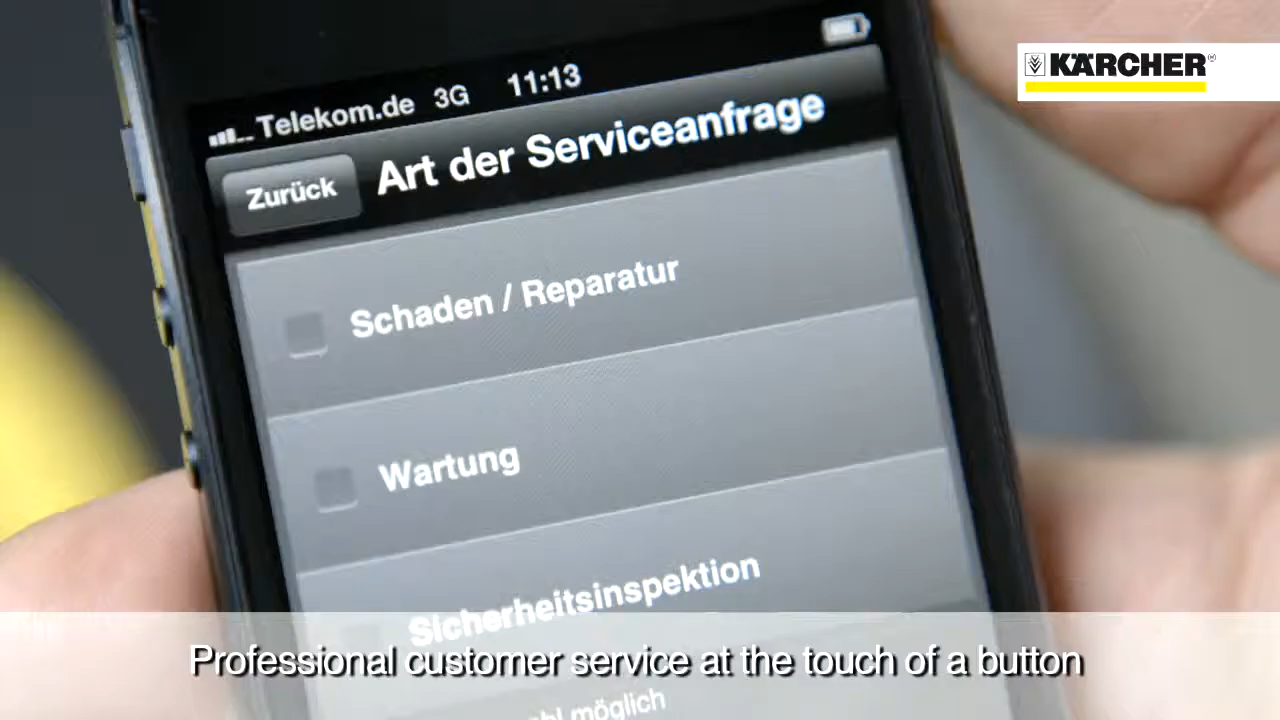 KÄRCHER
Telekom.de 3G 11:13
Zurück
Art der Serviceanfrage
Schaden / Reparatur
Wartung
Sicherheitsinspektion
Professional customer service at the touch of a button
möglich